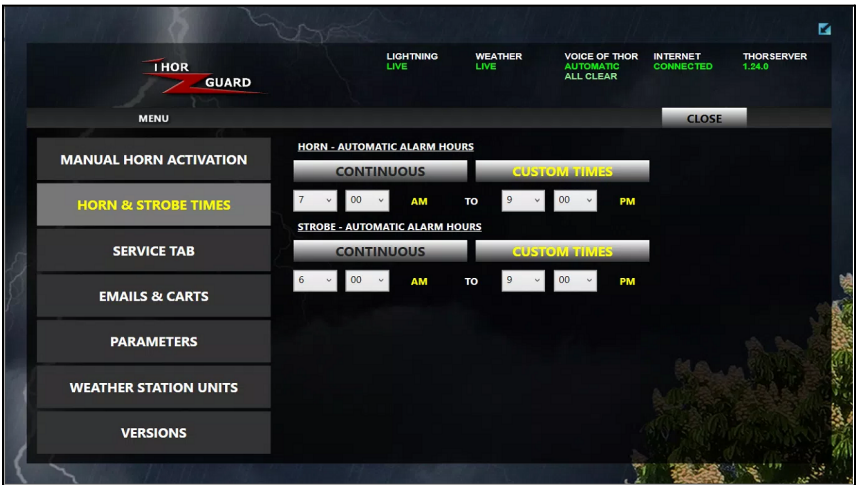 THOR
GUARD
LIGHTNING
LIVE
WEATHER
LIVE
VOICE OF THOR
AUTOMATIC
ALL CLEAR
INTERNET
CONNECTED
THORSERVER
1.24.0
MENU
CLOSE
MANUAL HORN ACTIVATION
HORN & STROBE TIMES
SERVICE TAB
EMAILS & CARTS
PARAMETERS
WEATHER STATION UNITS
VERSIONS
HORN - AUTOMATIC ALARM HOURS
CONTINUOUS CUSTOM TIMES
7 00 AM TO 9 00 PM
STROBE - AUTOMATIC ALARM HOURS
CONTINUOUS CUSTOM TIMES
6 00 AM TO 9 00 PM